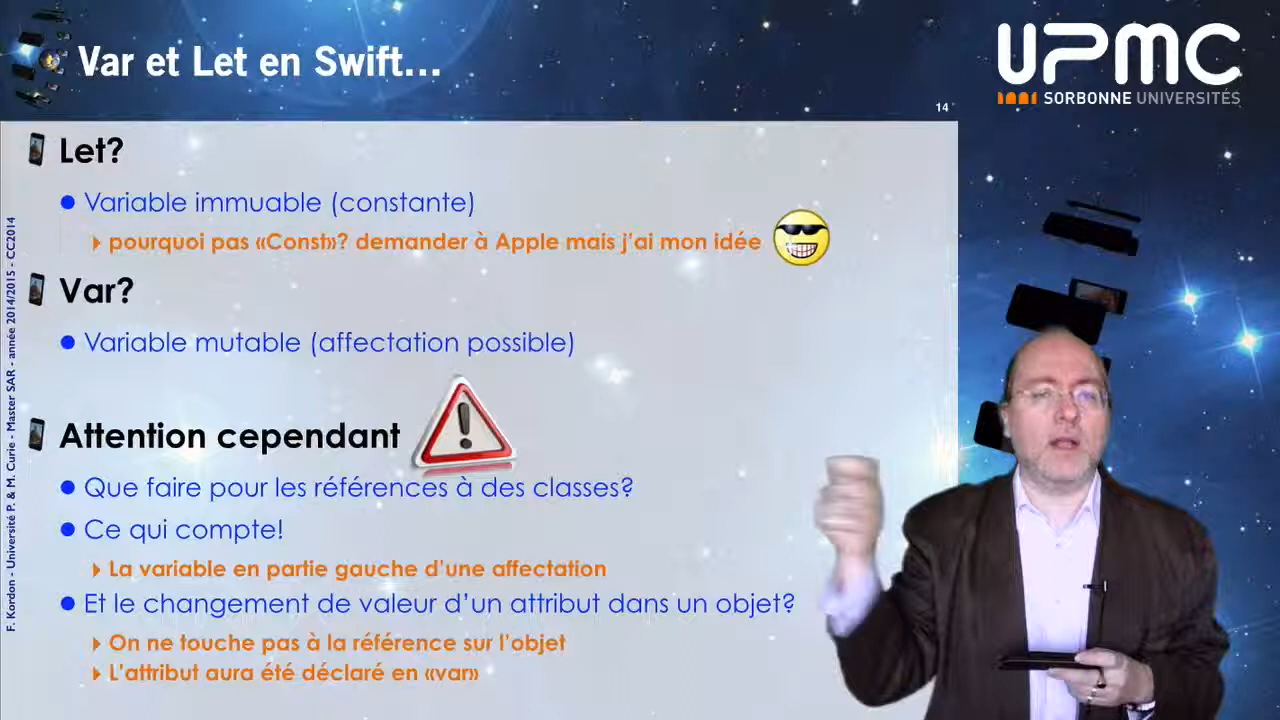 Var et Let en Swift...
UPMC
SORBONNE UNIVERSITÉS
14
Let?
Variable immuable (constante)
pourquoi pas «Const»? demander à Apple mais j'ai mon idée
Var?
Variable mutable (affectation possible)
Attention cependant
Que faire pour les références à des classes?
Ce qui compte!
La variable en partie gauche d'une affectation
Et le changement de valeur d'un attribut dans un objet?
On ne touche pas à la référence sur l'objet
L'attribut aura été déclaré en «var»
F. Kordon - Université P. & M. Curie - Master SAR - année 2014/2015 - CC2014